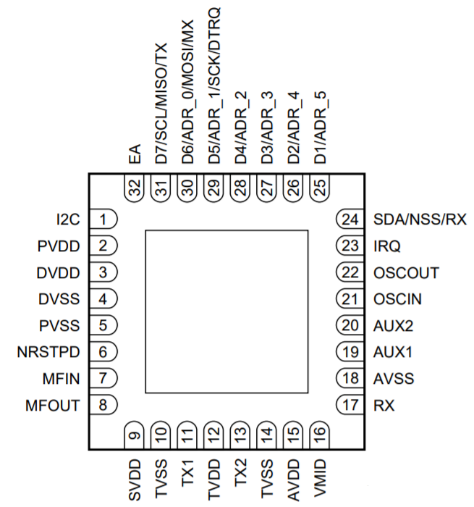 EA
D7/SCL/MISO/TX
D6/ADR_0/MOSI/MX
D5/ADR_1/SCK/DTRQ
D4/ADR_2
D3/ADR_3
D2/ADR_4
D1/ADR_5
32
31
30
29
28
27
26
25
I2C 1
PVDD 2
DVDD 3
DVSS 4
PVSS 5
NRSTPD 6
MFIN 7
MFOUT 8
24 SDA/NSS/RX
23 IRQ
22 OSCOUT
21 OSCIN
20 AUX2
19 AUX1
18 AVSS
17 RX
9
10
11
12
13
14
15
16
SVDD
TVSS
TX1
TVDD
TX2
TVSS
AVDD
VMID